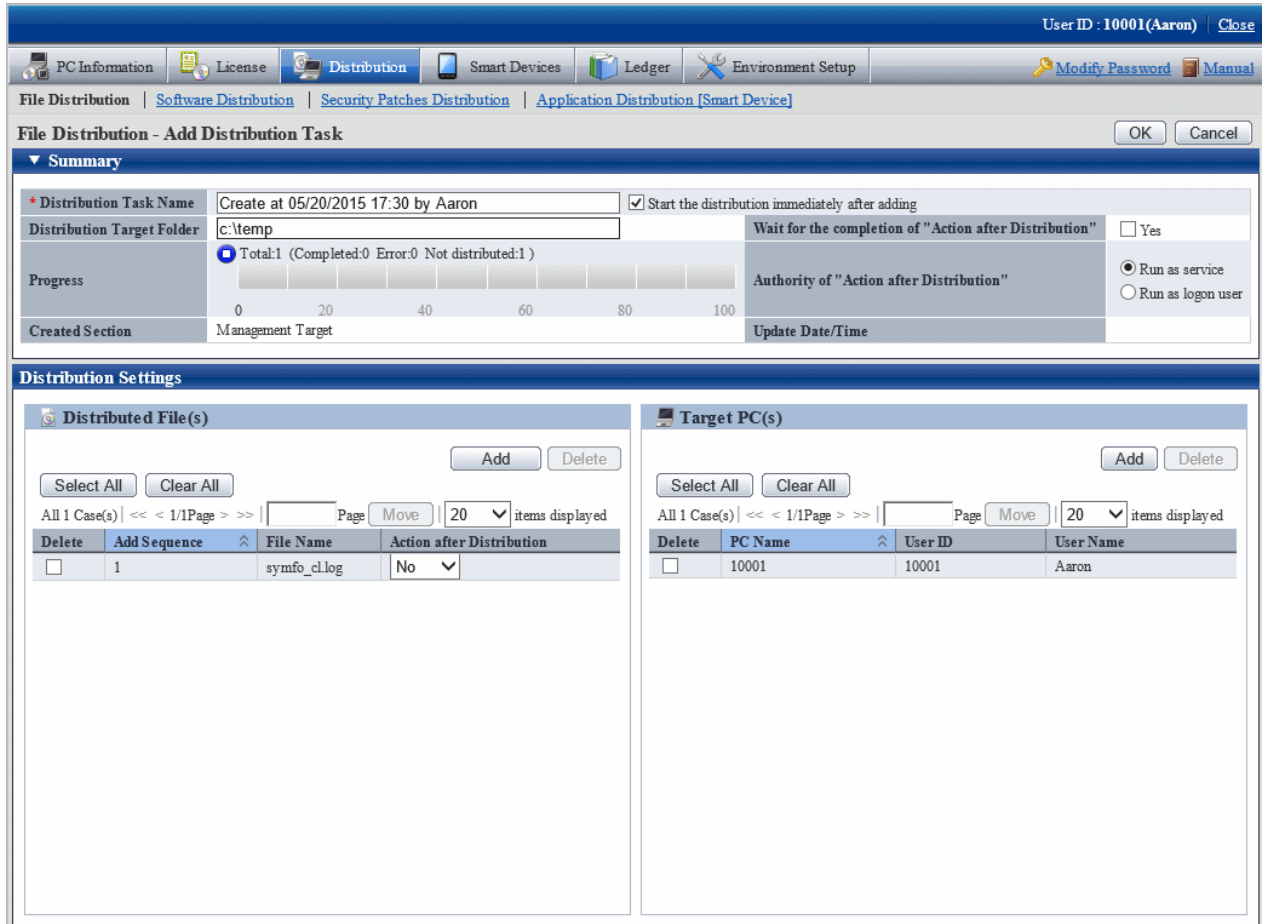 User ID : 10001(Aaron) Close
PC Information License Distribution Smart Devices Ledger Environment Setup Modify Password Manual
File Distribution | Software Distribution | Security Patches Distribution | Application Distribution [Smart Device]
File Distribution - Add Distribution Task OK Cancel
▼ Summary
* Distribution Task Name Create at 05/20/2015 17:30 by Aaron Start the distribution immediately after adding
Distribution Target Folder c:\temp Wait for the completion of "Action after Distribution" Yes
Total:1 (Completed:0 Error:0 Not distributed:1 )
Progress Authority of "Action after Distribution" Run as service
Run as logon user
0 20 40 60 80 100
Created Section Management Target Update Date/Time
Distribution Settings
Distributed File(s)
Add Delete
Select All Clear All
All 1 Case(s)| << < 1/1Page > >> | Page Move | 20 items displayed
Delete Add Sequence File Name Action after Distribution
1 symfo_cl.log No
Target PC(s)
Add Delete
Select All Clear All
All 1 Case(s)| << < 1/1Page > >> | Page Move | 20 items displayed
Delete PC Name User ID User Name
10001 10001 Aaron